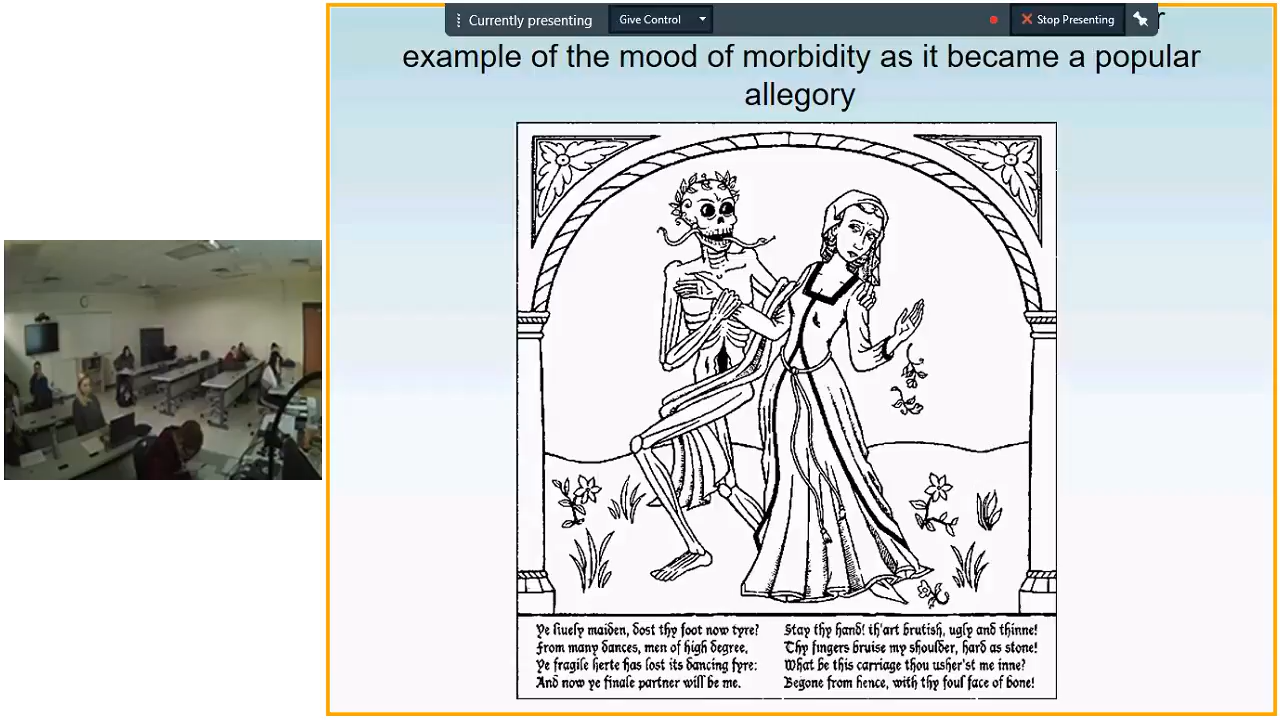 Currently presenting
Give Control
Stop Presenting
example of the mood of morbidity as it became a popular
allegory
Ye lively maiden, dost thy foot now tyre?
From many dances, men of high degree,
Ye fragile herte has lost its dancing fyre:
And now ye finale partner will be me.
Stay thy hand! th'art brutish, ugly and thinne!
Thy fingers bruise my shoulder, hard as stone!
What be this carriage thou usher'st me inne?
Begone from hence, with thy foul face of bone!